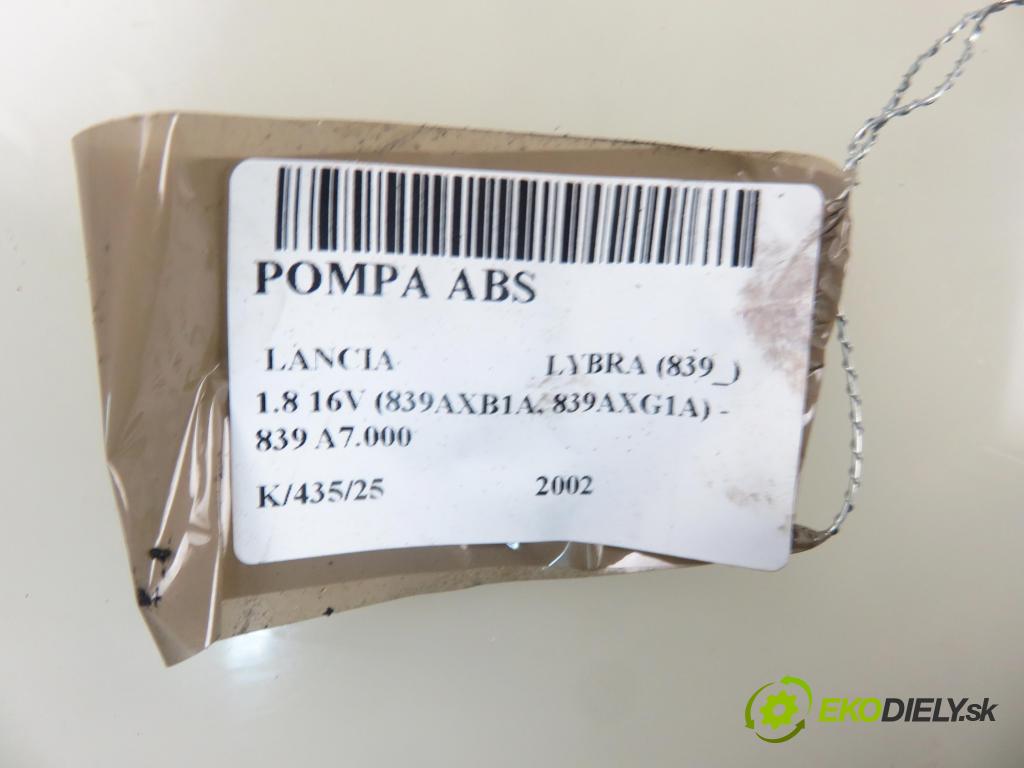 POMPA ABS
LANCIA LYBRA (839_)
1.8 16V (839AXB1A, 839AXG1A) -
839 A7.000
K/435/25 2002
EKODIELY.sk